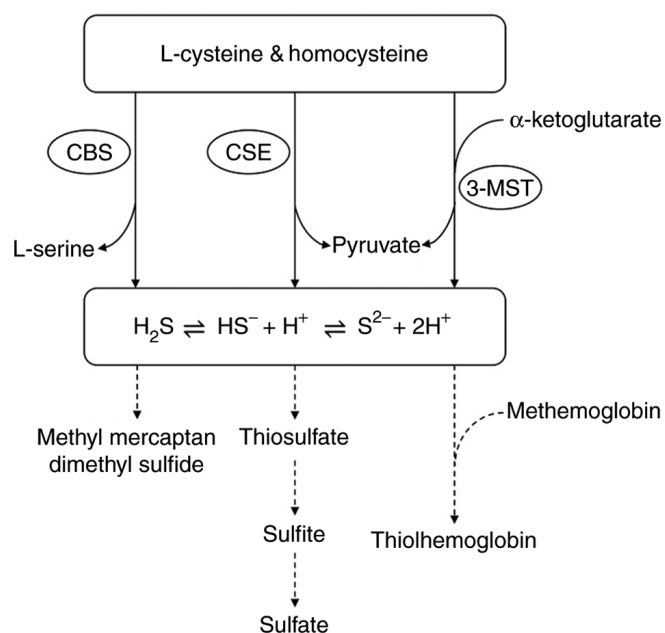 L-cysteine & homocysteine
α-ketoglutarate
CBS
CSE
3-MST
L-serine
Pyruvate
H₂S ⇌ HS⁻ + H⁺ ⇌ S²⁻ + 2H⁺
Methemoglobin
Methyl mercaptan
dimethyl sulfide
Thiosulfate
Sulfite
Thiolhemoglobin
Sulfate